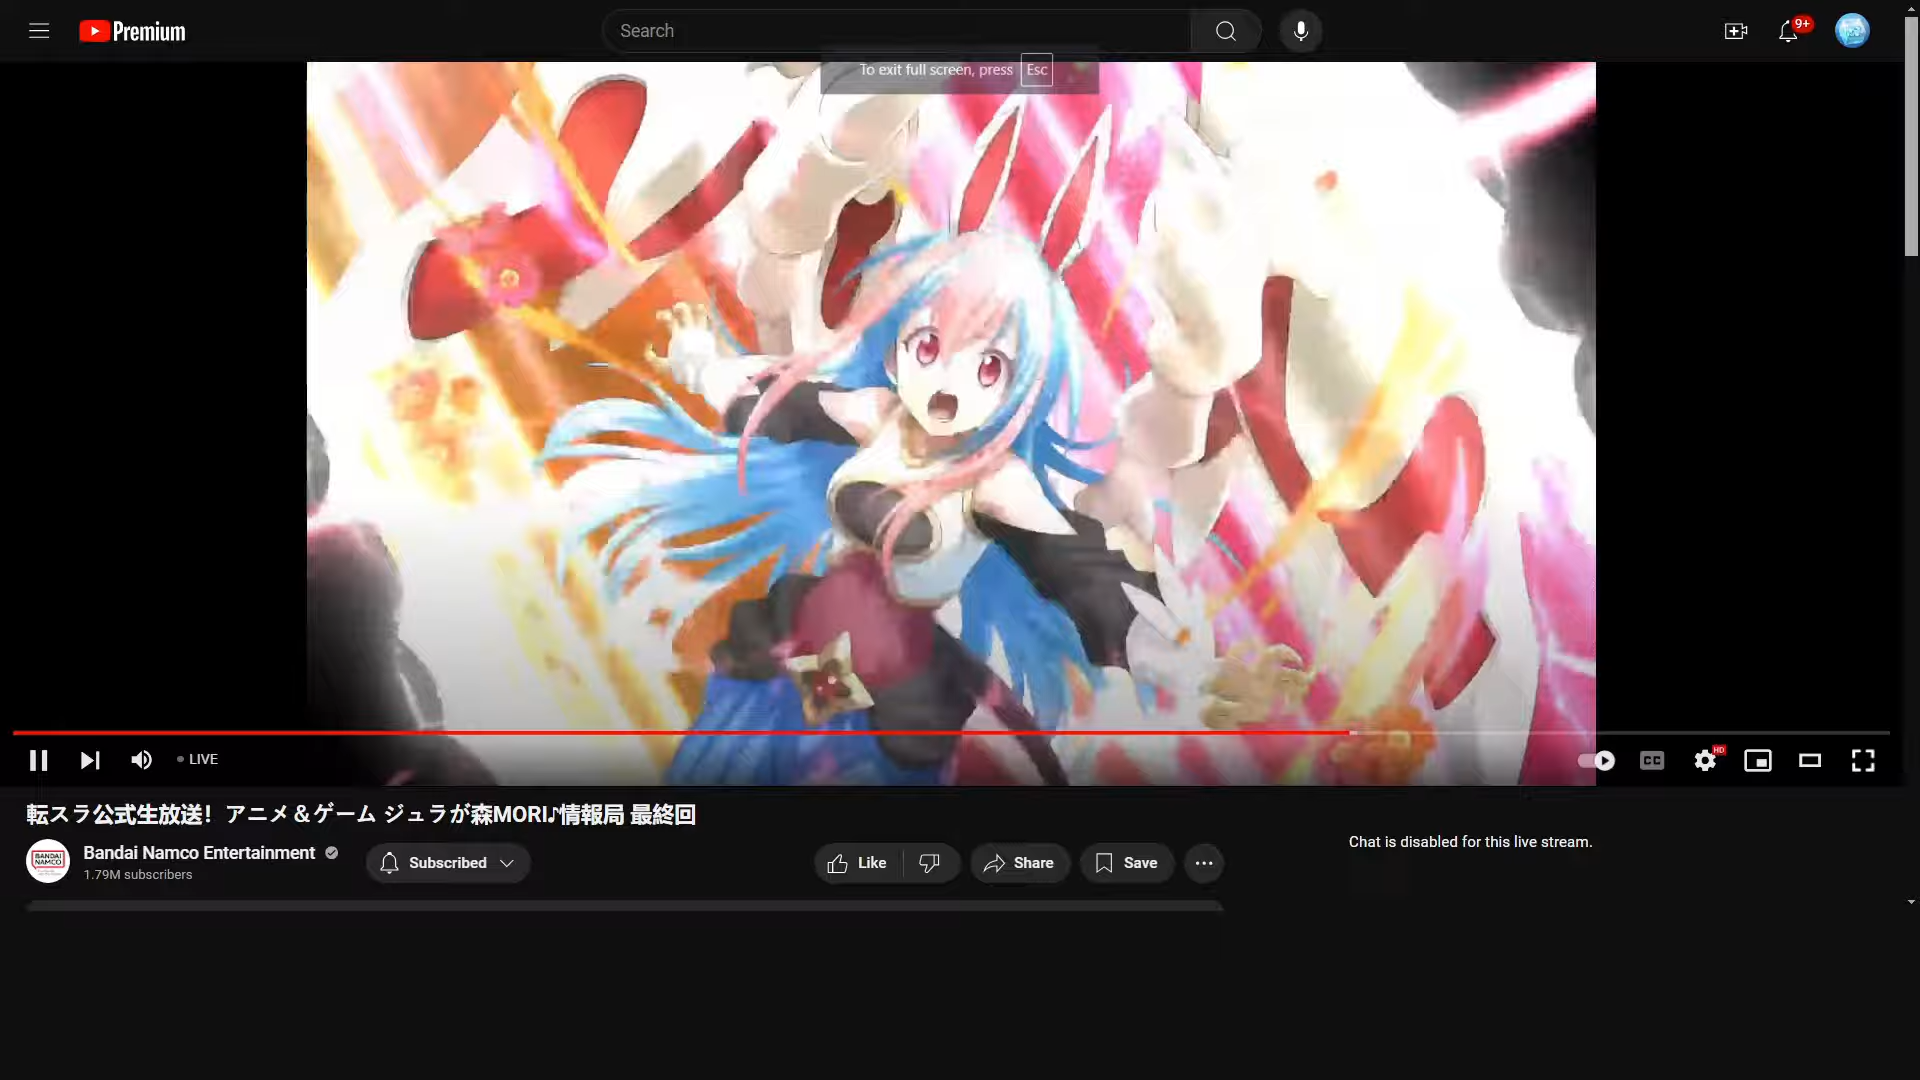 Premium
Search
9+
To exit full screen, press Esc
LIVE
CC
HD
転スラ公式生放送！アニメ＆ゲーム ジュラが森MORI♪情報局 最終回
BANDAI NAMCO
Bandai Namco Entertainment
1.79M subscribers
Subscribed
Like
Share
Save
Chat is disabled for this live stream.